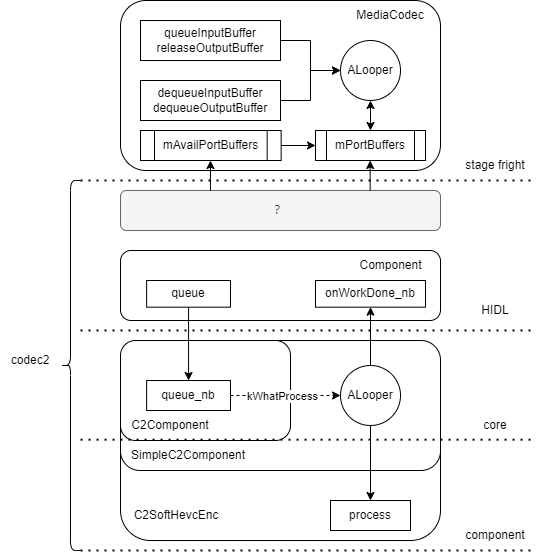 MediaCodec
queueInputBuffer
releaseOutputBuffer
ALooper
dequeueInputBuffer
dequeueOutputBuffer
mAvailPortBuffers
mPortBuffers
stage fright
?
Component
queue
onWorkDone_nb
HIDL
codec2
queue_nb
kWhatProcess
ALooper
C2Component
core
SimpleC2Component
C2SoftHevcEnc
process
component